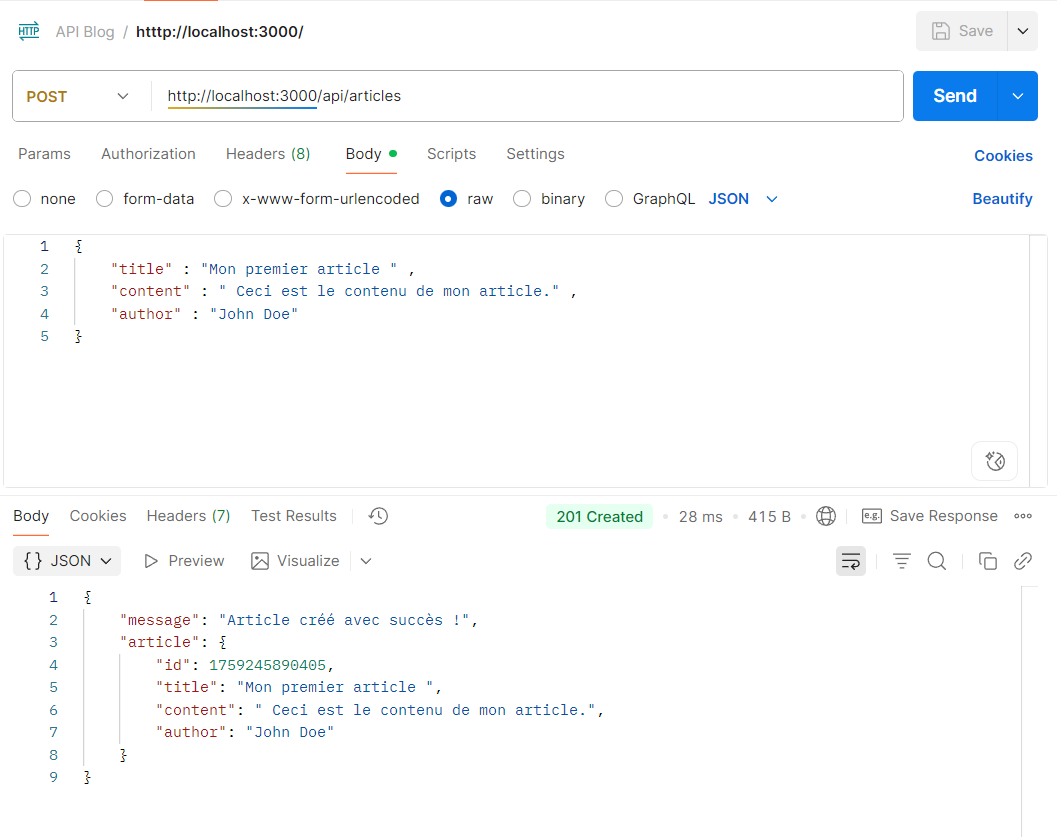 HTTP API Blog / htttp://localhost:3000/ Save
POST http://localhost:3000/api/articles Send
Params Authorization Headers (8) Body Scripts Settings Cookies
none form-data x-www-form-urlencoded raw binary GraphQL JSON Beautify
1 {
2 "title" : "Mon premier article " ,
3 "content" : " Ceci est le contenu de mon article." ,
4 "author" : "John Doe"
5 }
Body Cookies Headers (7) Test Results 201 Created 28 ms 415 B e.g. Save Response
{} JSON Preview Visualize
1 {
2 "message": "Article créé avec succès !",
3 "article": {
4 "id": 1759245890405,
5 "title": "Mon premier article ",
6 "content": " Ceci est le contenu de mon article.",
7 "author": "John Doe"
8 }
9 }